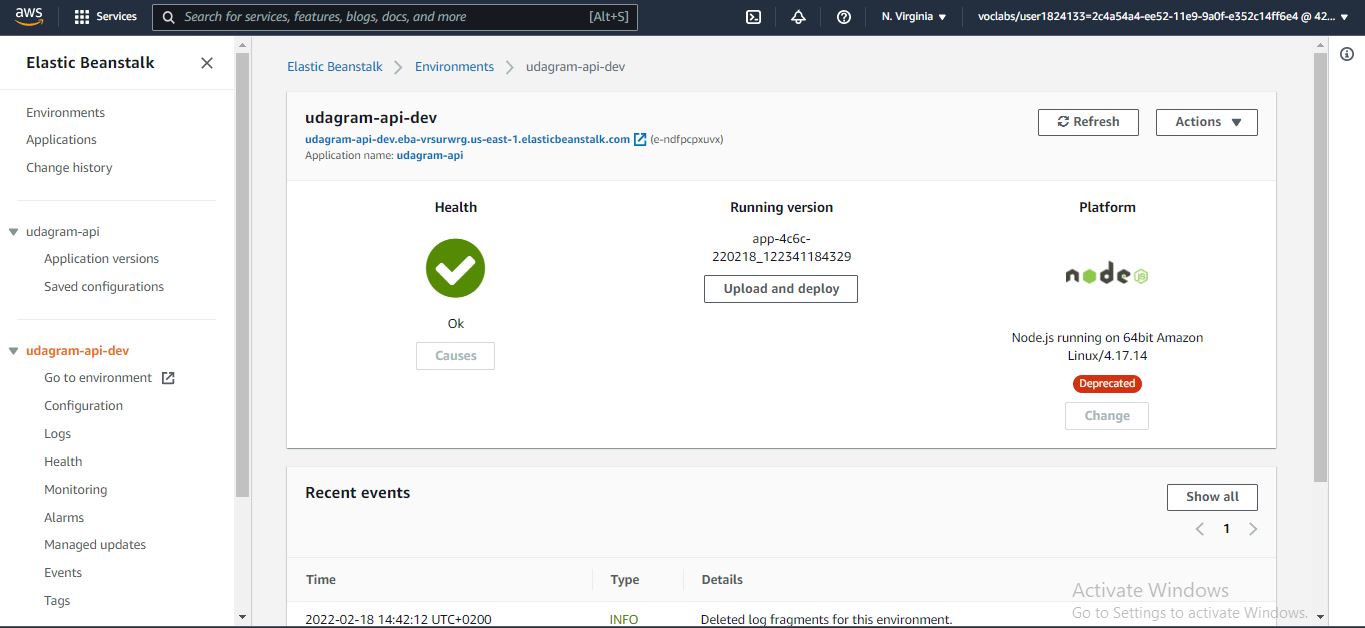 aws
Services
Search for services, features, blogs, docs, and more
[Alt+S]
N. Virginia ▼
voclabs/user1824133=2c4a54a4-ee52-11e9-9a0f-e352c14ff6e4 @ 42... ▼
Elastic Beanstalk
Environments
Applications
Change history
udagram-api
Application versions
Saved configurations
udagram-api-dev
Go to environment
Configuration
Logs
Health
Monitoring
Alarms
Managed updates
Events
Tags
Elastic Beanstalk > Environments > udagram-api-dev
udagram-api-dev
udagram-api-dev.eba-vrsurwrg.us-east-1.elasticbeanstalk.com (e-ndfpcpxuvx)
Application name: udagram-api
Refresh
Actions ▼
Health
Ok
Causes
Running version
app-4c6c-
220218_122341184329
Upload and deploy
Platform
node JS
Node.js running on 64bit Amazon
Linux/4.17.14
Deprecated
Change
Recent events
Show all
< 1 >
Time Type Details
2022-02-18 14:42:12 UTC+0200 INFO Deleted log fragments for this environment.
Activate Windows
Go to Settings to activate Windows.